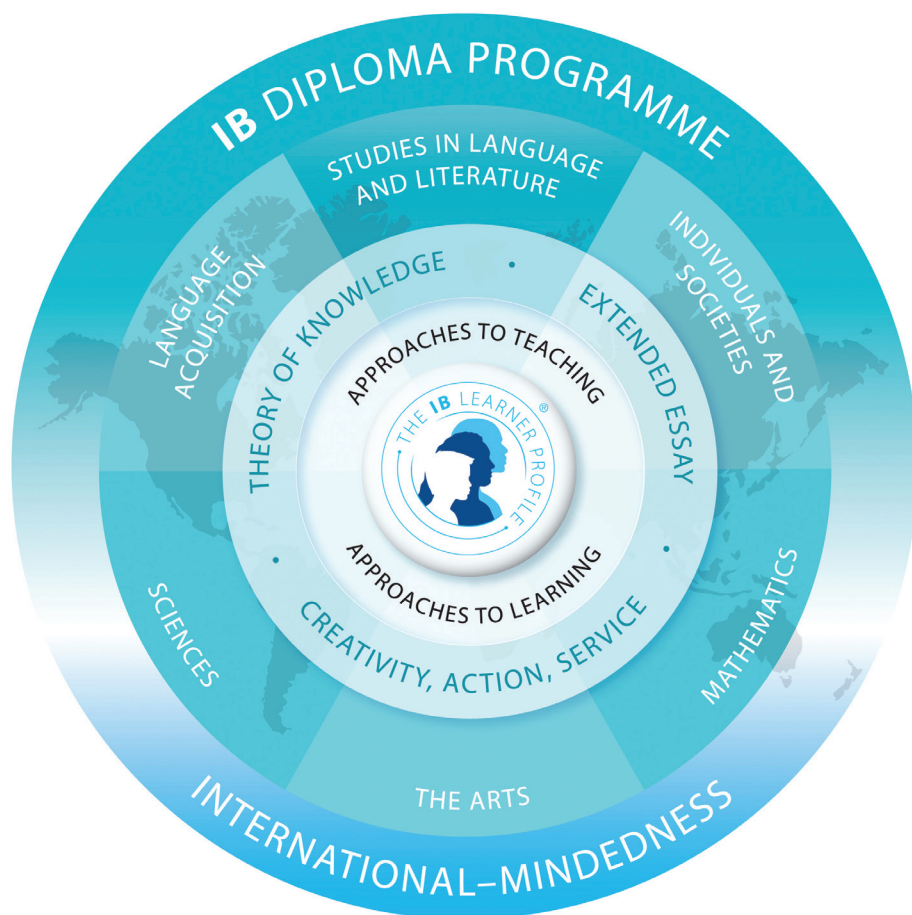 IB DIPLOMA PROGRAMME
STUDIES IN LANGUAGE
AND LITERATURE
LANGUAGE
ACQUISITION
INDIVIDUALS AND
SOCIETIES
THEORY OF KNOWLEDGE
·
EXTENDED ESSAY
·
APPROACHES TO TEACHING
THE IB LEARNER PROFILE
®
APPROACHES TO LEARNING
·
CREATIVITY, ACTION, SERVICE
SCIENCES
MATHEMATICS
THE ARTS
INTERNATIONAL–MINDEDNESS